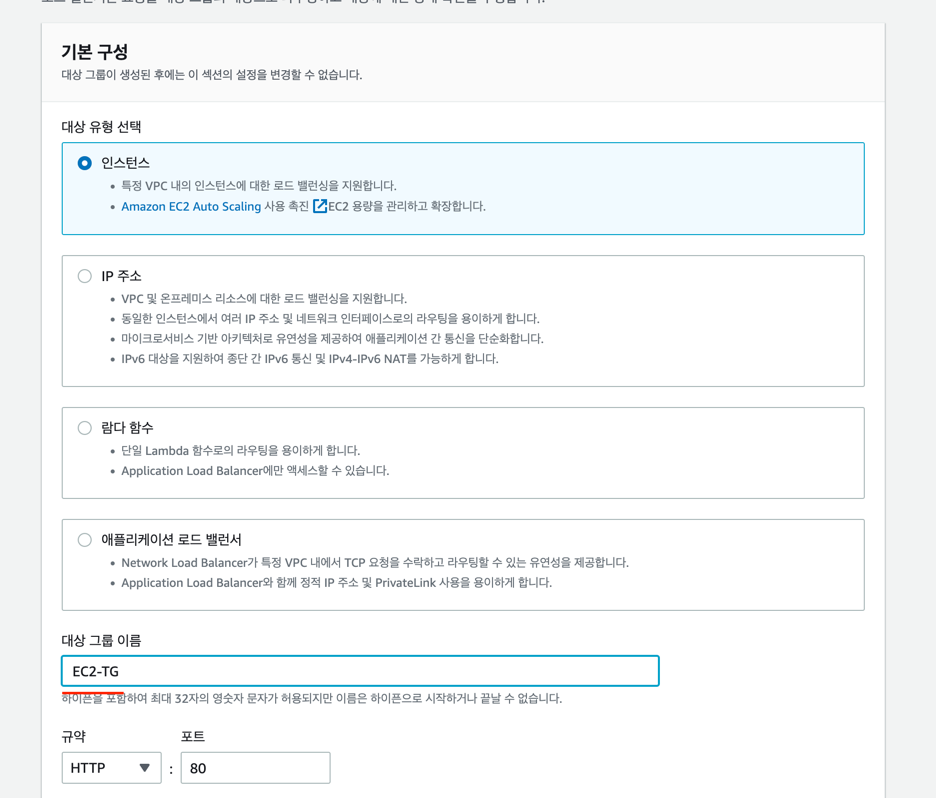 기본 구성
대상 그룹이 생성된 후에는 이 섹션의 설정을 변경할 수 없습니다.
대상 유형 선택
인스턴스
• 특정 VPC 내의 인스턴스에 대한 로드 밸런싱을 지원합니다.
• Amazon EC2 Auto Scaling 사용 촉진 EC2 용량을 관리하고 확장합니다.
IP 주소
• VPC 및 온프레미스 리소스에 대한 로드 밸런싱을 지원합니다.
• 동일한 인스턴스에서 여러 IP 주소 및 네트워크 인터페이스로의 라우팅을 용이하게 합니다.
• 마이크로서비스 기반 아키텍처로 유연성을 제공하여 애플리케이션 간 통신을 단순화합니다.
• IPv6 대상을 지원하여 종단 간 IPv6 통신 및 IPv4-IPv6 NAT를 가능하게 합니다.
람다 함수
• 단일 Lambda 함수로의 라우팅을 용이하게 합니다.
• Application Load Balancer에만 액세스할 수 있습니다.
애플리케이션 로드 밸런서
• Network Load Balancer가 특정 VPC 내에서 TCP 요청을 수락하고 라우팅할 수 있는 유연성을 제공합니다.
• Application Load Balancer와 함께 정적 IP 주소 및 PrivateLink 사용을 용이하게 합니다.
대상 그룹 이름
EC2-TG
하이픈을 포함하여 최대 32자의 영숫자 문자가 허용되지만 이름은 하이픈으로 시작하거나 끝날 수 없습니다.
규약 포트
HTTP : 80